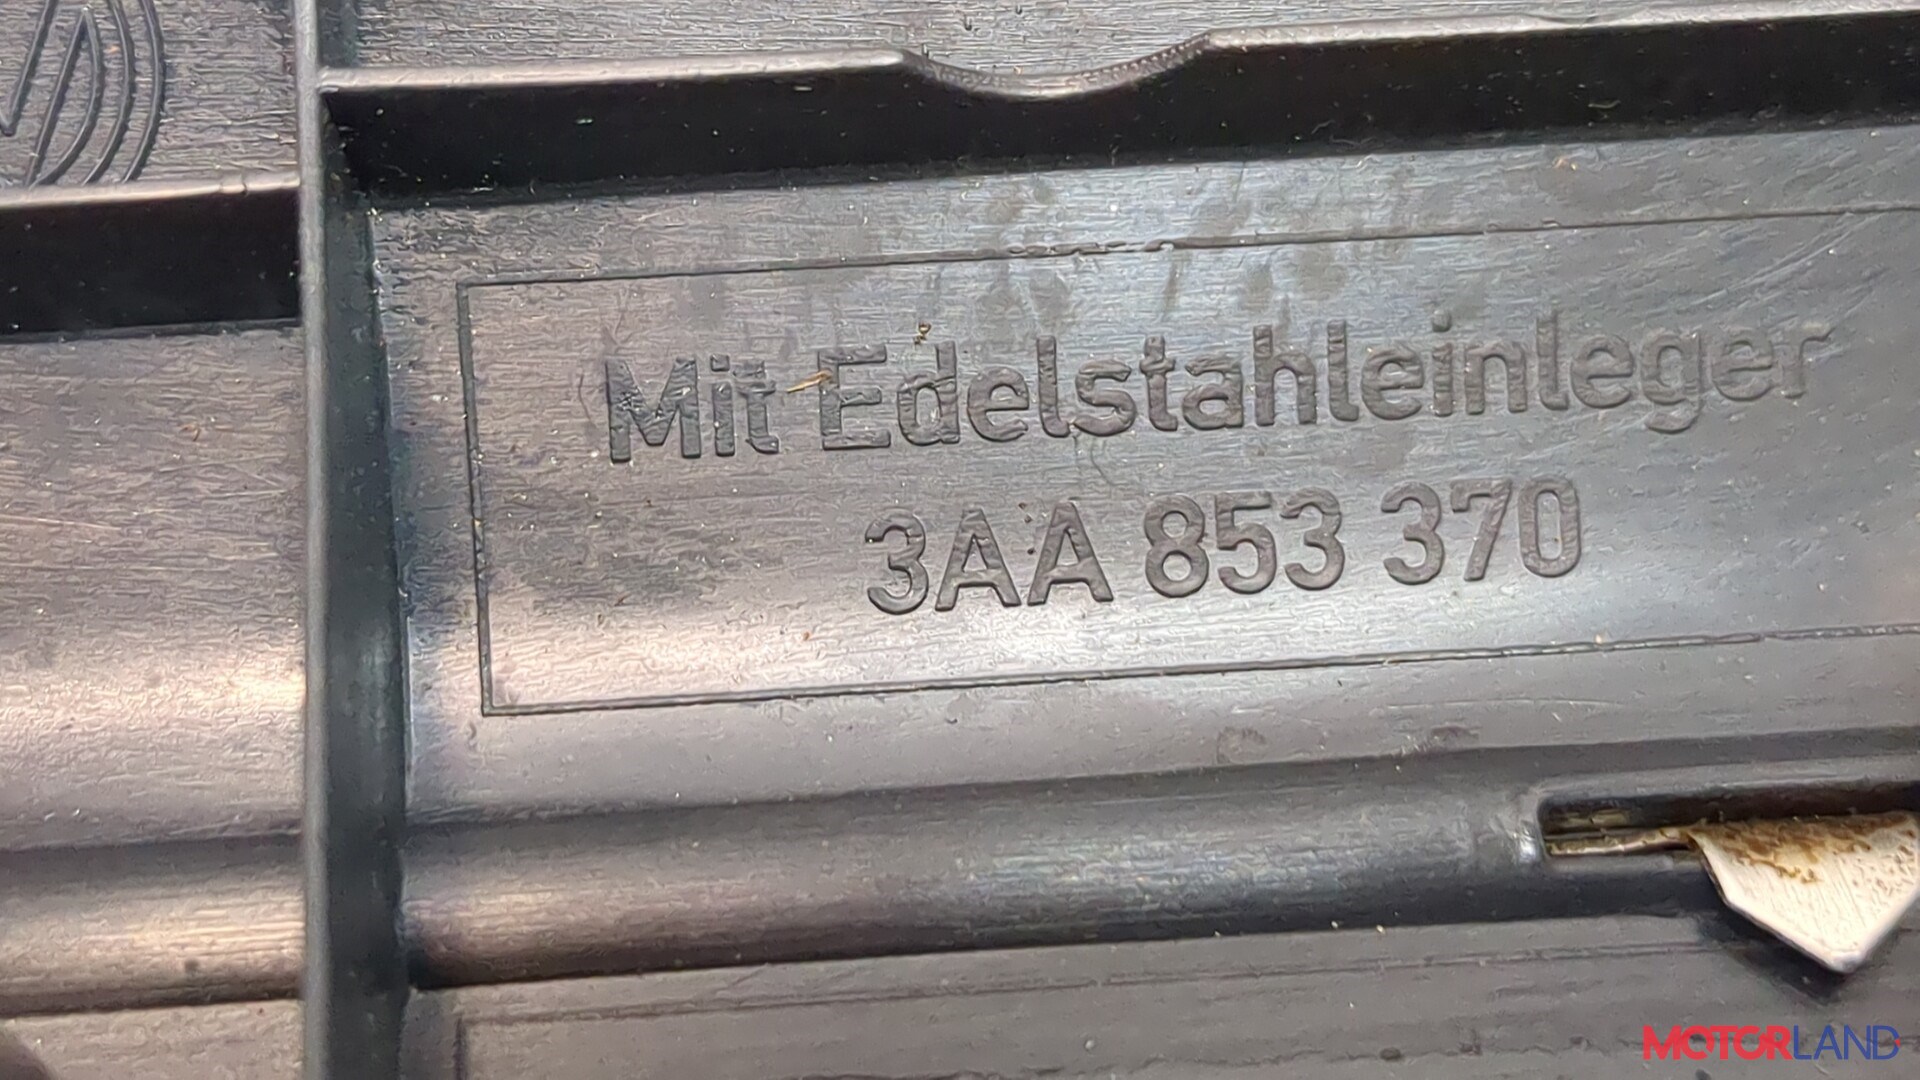 Mit Edelstahleinleger
3AA 853 370
MOTORLAND